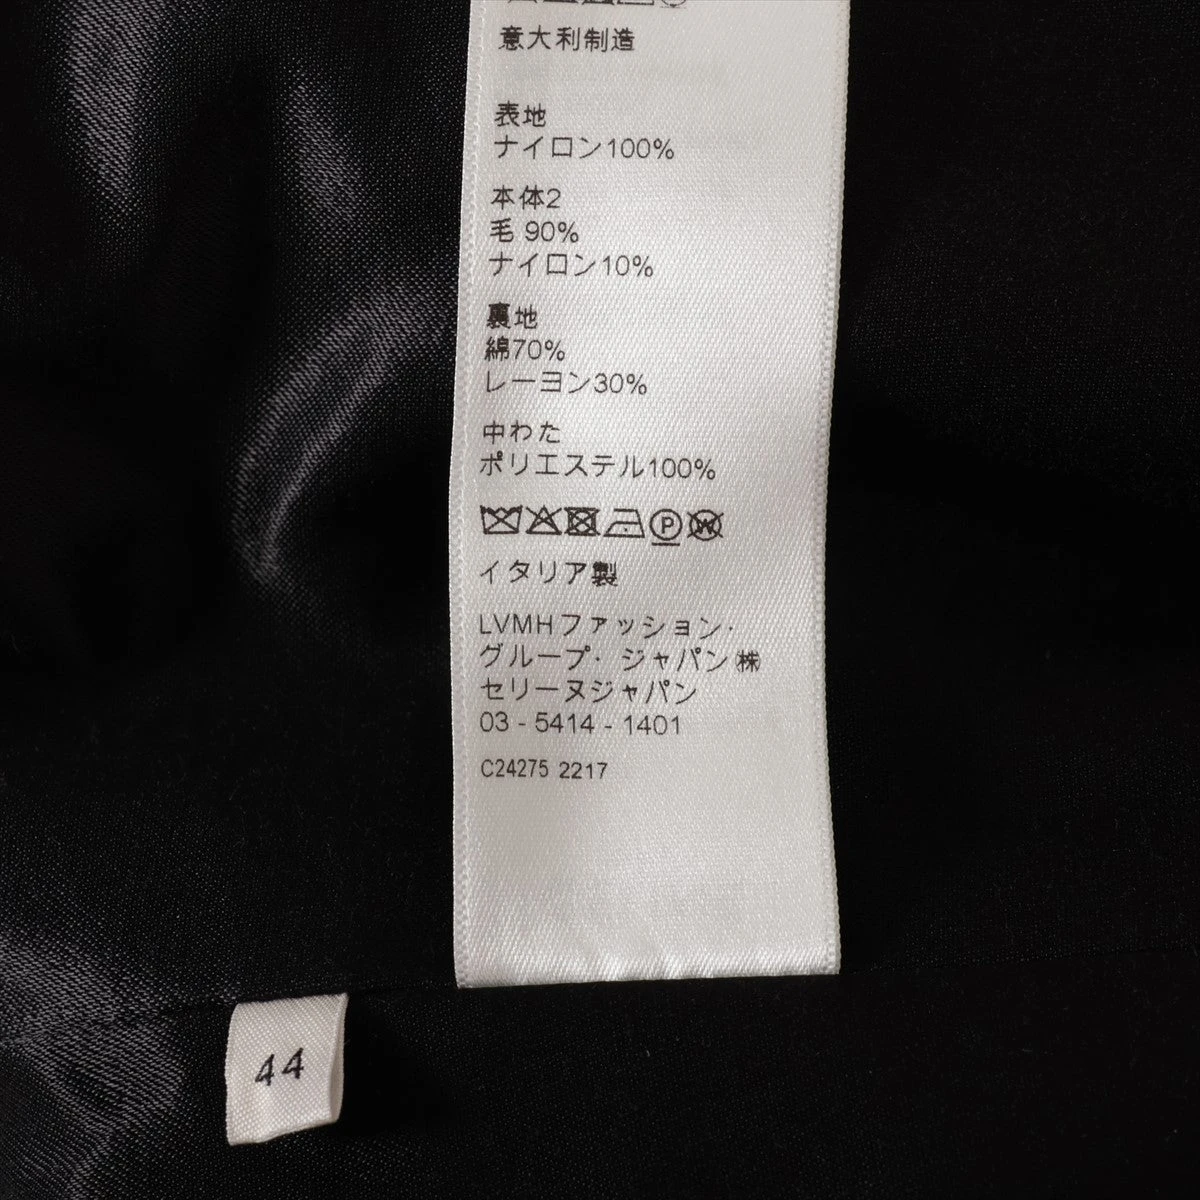 意大利制造
表地
ナイロン100%
本体2
毛 90%
ナイロン10%
裏地
綿70%
レーヨン30%
中わた
ポリエステル100%
イタリア製
LVMHファッション・
グループ・ジャパン㈱
セリーヌジャパン
03 - 5414 - 1401
C24275 2217
44